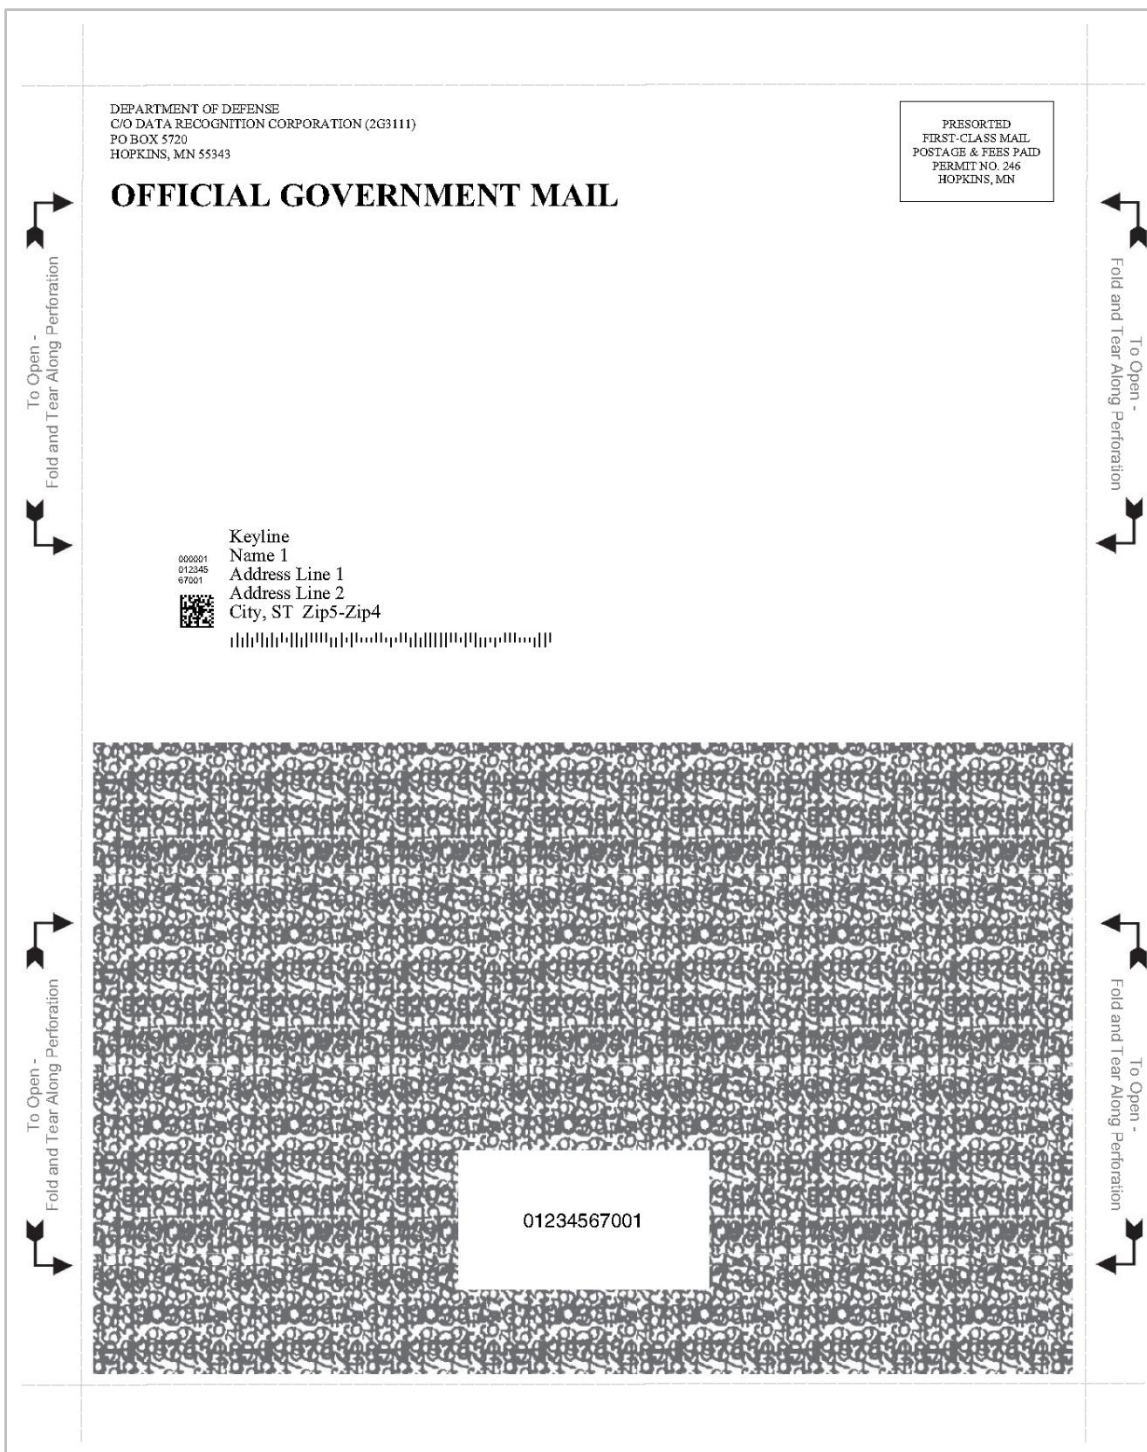 DEPARTMENT OF DEFENSE
C/O DATA RECOGNITION CORPORATION (2G3111)
PO BOX 5720
HOPKINS, MN 55343
OFFICIAL GOVERNMENT MAIL
PRESORTED
FIRST-CLASS MAIL
POSTAGE & FEES PAID
PERMIT NO. 246
HOPKINS, MN
To Open -
Fold and Tear Along Perforation
To Open -
Fold and Tear Along Perforation
000001
012345
67001
Keyline
Name 1
Address Line 1
Address Line 2
City, ST Zip5-Zip4
To Open -
Fold and Tear Along Perforation
To Open -
Fold and Tear Along Perforation
01234567001